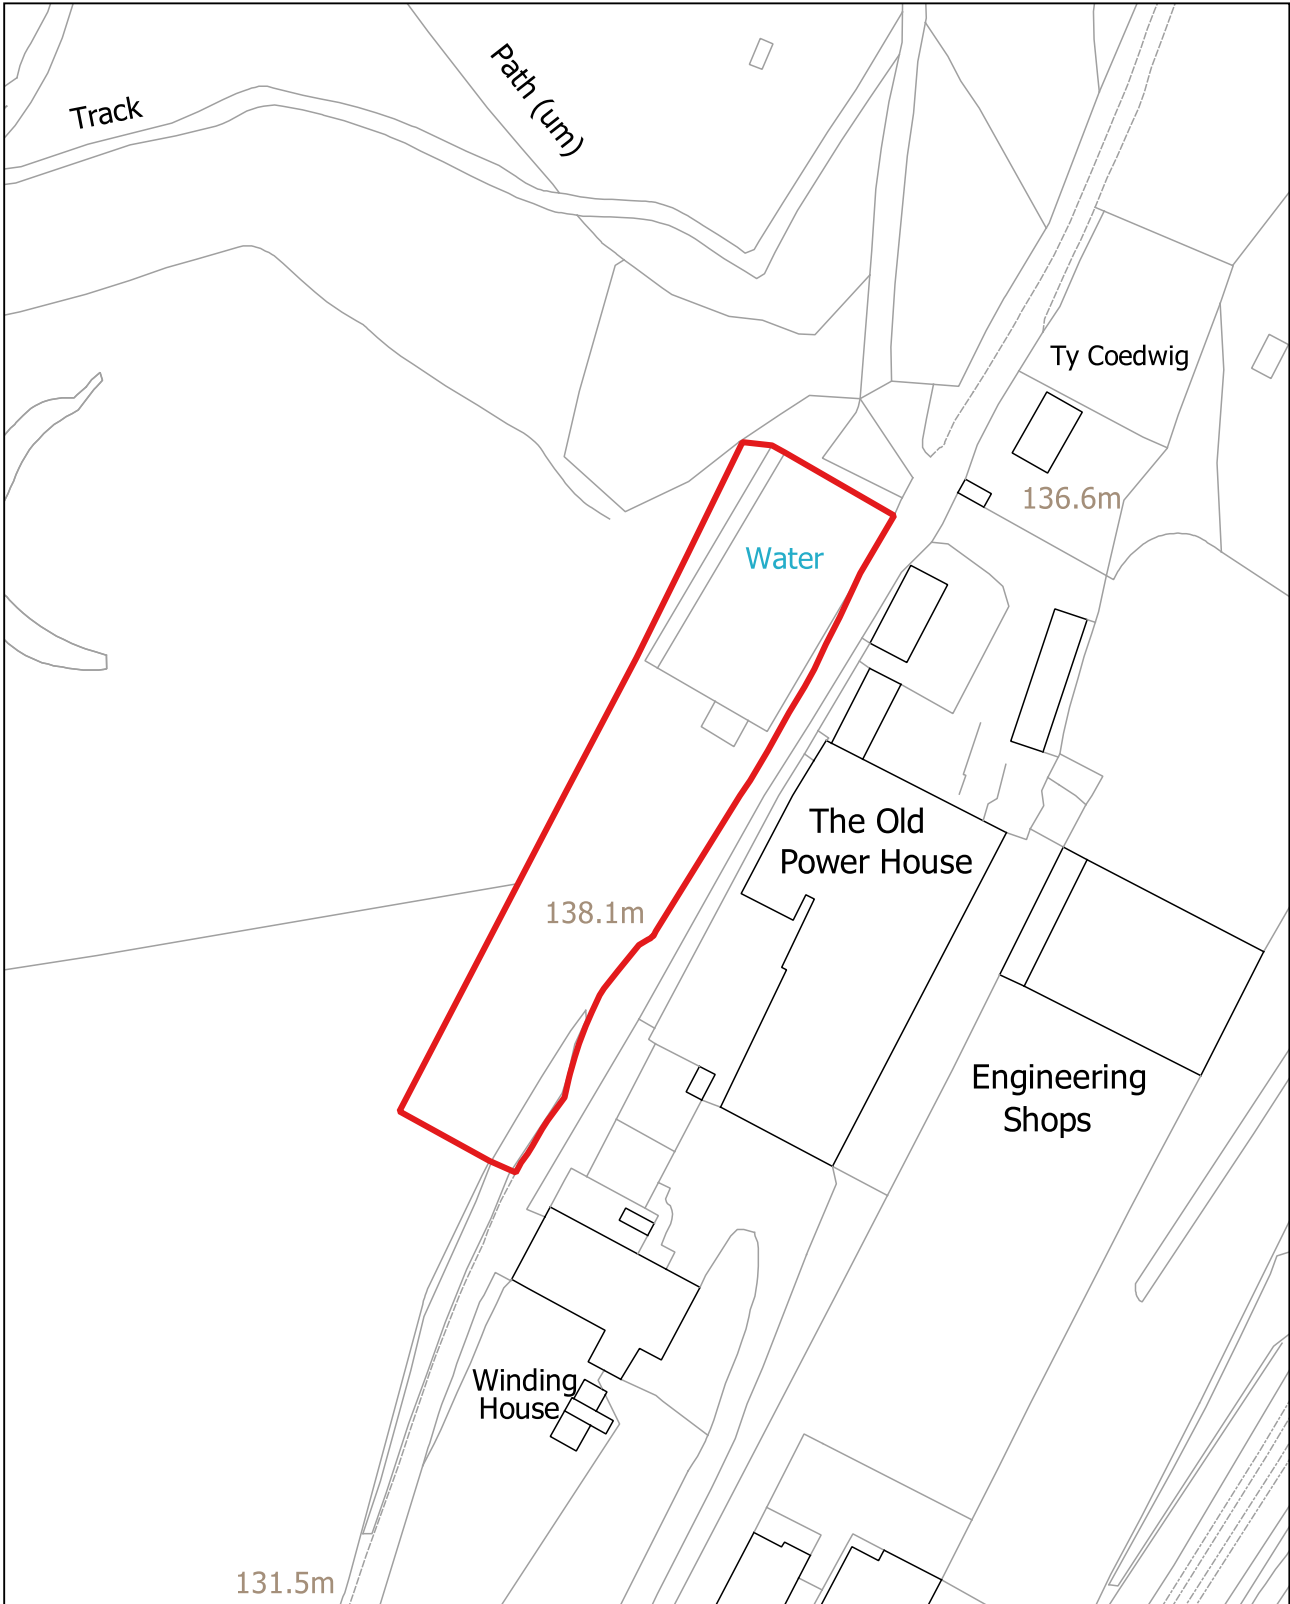 Path (um)
Track
Ty Coedwig
136.6m
Water
The Old
Power House
138.1m
Engineering
Shops
Winding
House
131.5m